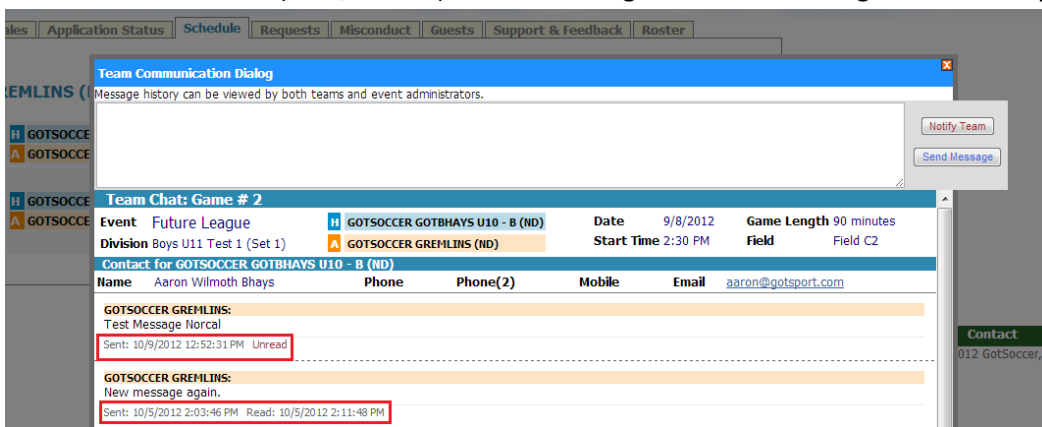 ales Application Status Schedule Requests Misconduct Guests Support & Feedback Roster
Team Communication Dialog
Message history can be viewed by both teams and event administrators.
REMLINS (
H GOTSOCCE
A GOTSOCCE
Notify Team
Send Message
H GOTSOCCE
A GOTSOCCE
Team Chat: Game # 2
Event Future League H GOTSOCCER GOTBHAYS U10 - B (ND) Date 9/8/2012 Game Length 90 minutes
Division Boys U11 Test 1 (Set 1) A GOTSOCCER GREMLINS (ND) Start Time 2:30 PM Field Field C2
Contact for GOTSOCCER GOTBHAYS U10 - B (ND)
Name Aaron Wilmoth Bhays Phone Phone(2) Mobile Email aaron@gotsport.com
GOTSOCCER GREMLINS:
Test Message Norcal
Sent: 10/9/2012 12:52:31 PM Unread
Contact
012 GotSoccer,
GOTSOCCER GREMLINS:
New message again.
Sent: 10/5/2012 2:03:46 PM Read: 10/5/2012 2:11:48 PM